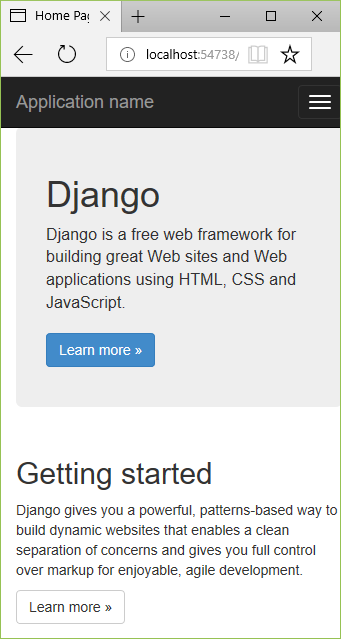 Home Pag
localhost:54738/
Application name
Django
Django is a free web framework for
building great Web sites and Web
applications using HTML, CSS and
JavaScript.
Learn more »
Getting started
Django gives you a powerful, patterns-based way to
build dynamic websites that enables a clean
separation of concerns and gives you full control
over markup for enjoyable, agile development.
Learn more »